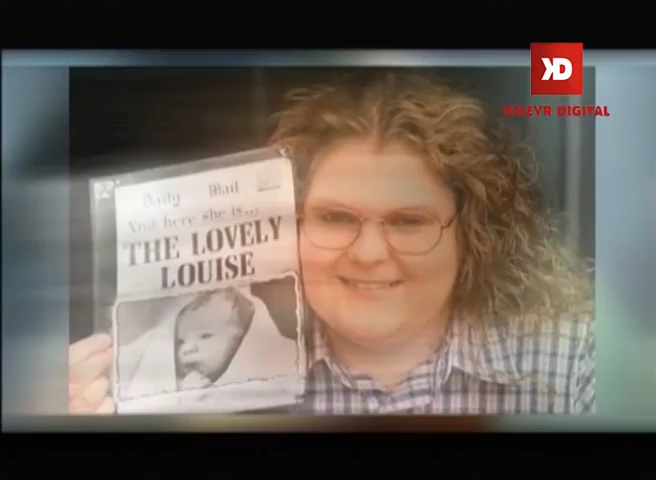 KD
KOZYR DIGITAL
Daily Mail
And here she is...
THE LOVELY
LOUISE